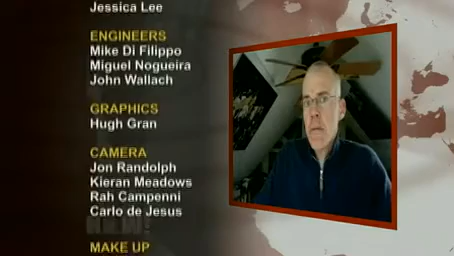 Jessica Lee
ENGINEERS
Mike Di Filippo
Miguel Nogueira
John Wallach
GRAPHICS
Hugh Gran
CAMERA
Jon Randolph
Kieran Meadows
Rah Campenni
Carlo de Jesus
MAKE UP